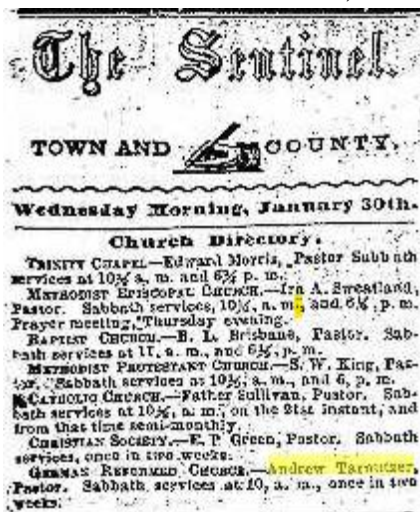 The Sentinel.
TOWN AND COUNTY.
Wednesday Morning, January 30th.
Church Directory.
TRINITY CHAPEL—Edward Morris, Pastor Sabbath
services at 10½ a. m. and 6½ p. m.
METHODIST EPISCOPAL CHURCH.—Ira A. Sweatland,
Pastor. Sabbath services, 10½, a. m., and 6½, p. m.
Prayer meeting, Thursday evening.
BAPTIST CHURCH.—B. L. Brisbane, Pastor. Sab-
bath services at 11, a. m., and 6½, p. m.
METHODIST PROTESTANT CHURCH.—S. W. King, Pas-
tor. Sabbath services at 10½, a. m., and 6, p. m.
CATHOLIC CHURCH.—Father Sullivan, Pastor. Sab-
bath services at 10½, a. m., on the 21st instant, and
from that time semi-monthly.
CHRISTIAN SOCIETY.—E. P. Green, Pastor. Sabbath
services, once in two weeks.
GERMAN REFORMED CHURCH.—Andrew Tarnutzer,
Pastor. Sabbath services at 10, a. m., once in two
weeks.